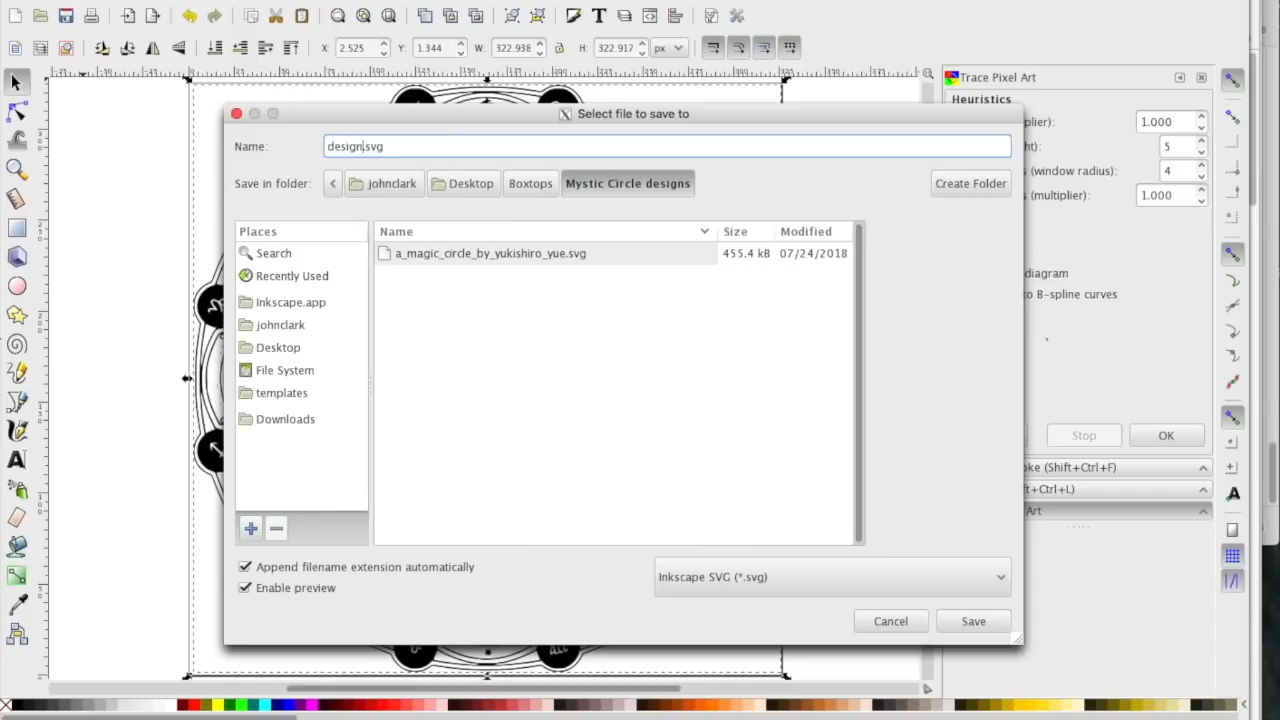 X: 2.525 Y: 1.344 W: 322.938 H: 322.917 px
Trace Pixel Art
Heuristics
plier): 1.000
ht): 5
(window radius): 4
(multiplier): 1.000
diagram
to B-spline curves
Stop OK
oke (Shift+Ctrl+F)
ft+Ctrl+L)
Art
Select file to save to
Name: design.svg
Save in folder: johnclark Desktop Boxtops Mystic Circle designs Create Folder
Places
Search
Recently Used
Inkscape.app
johnclark
Desktop
File System
templates
Downloads
Name Size Modified
a_magic_circle_by_yukishiro_yue.svg 455.4 kB 07/24/2018
Append filename extension automatically
Enable preview
Inkscape SVG (*.svg)
Cancel Save